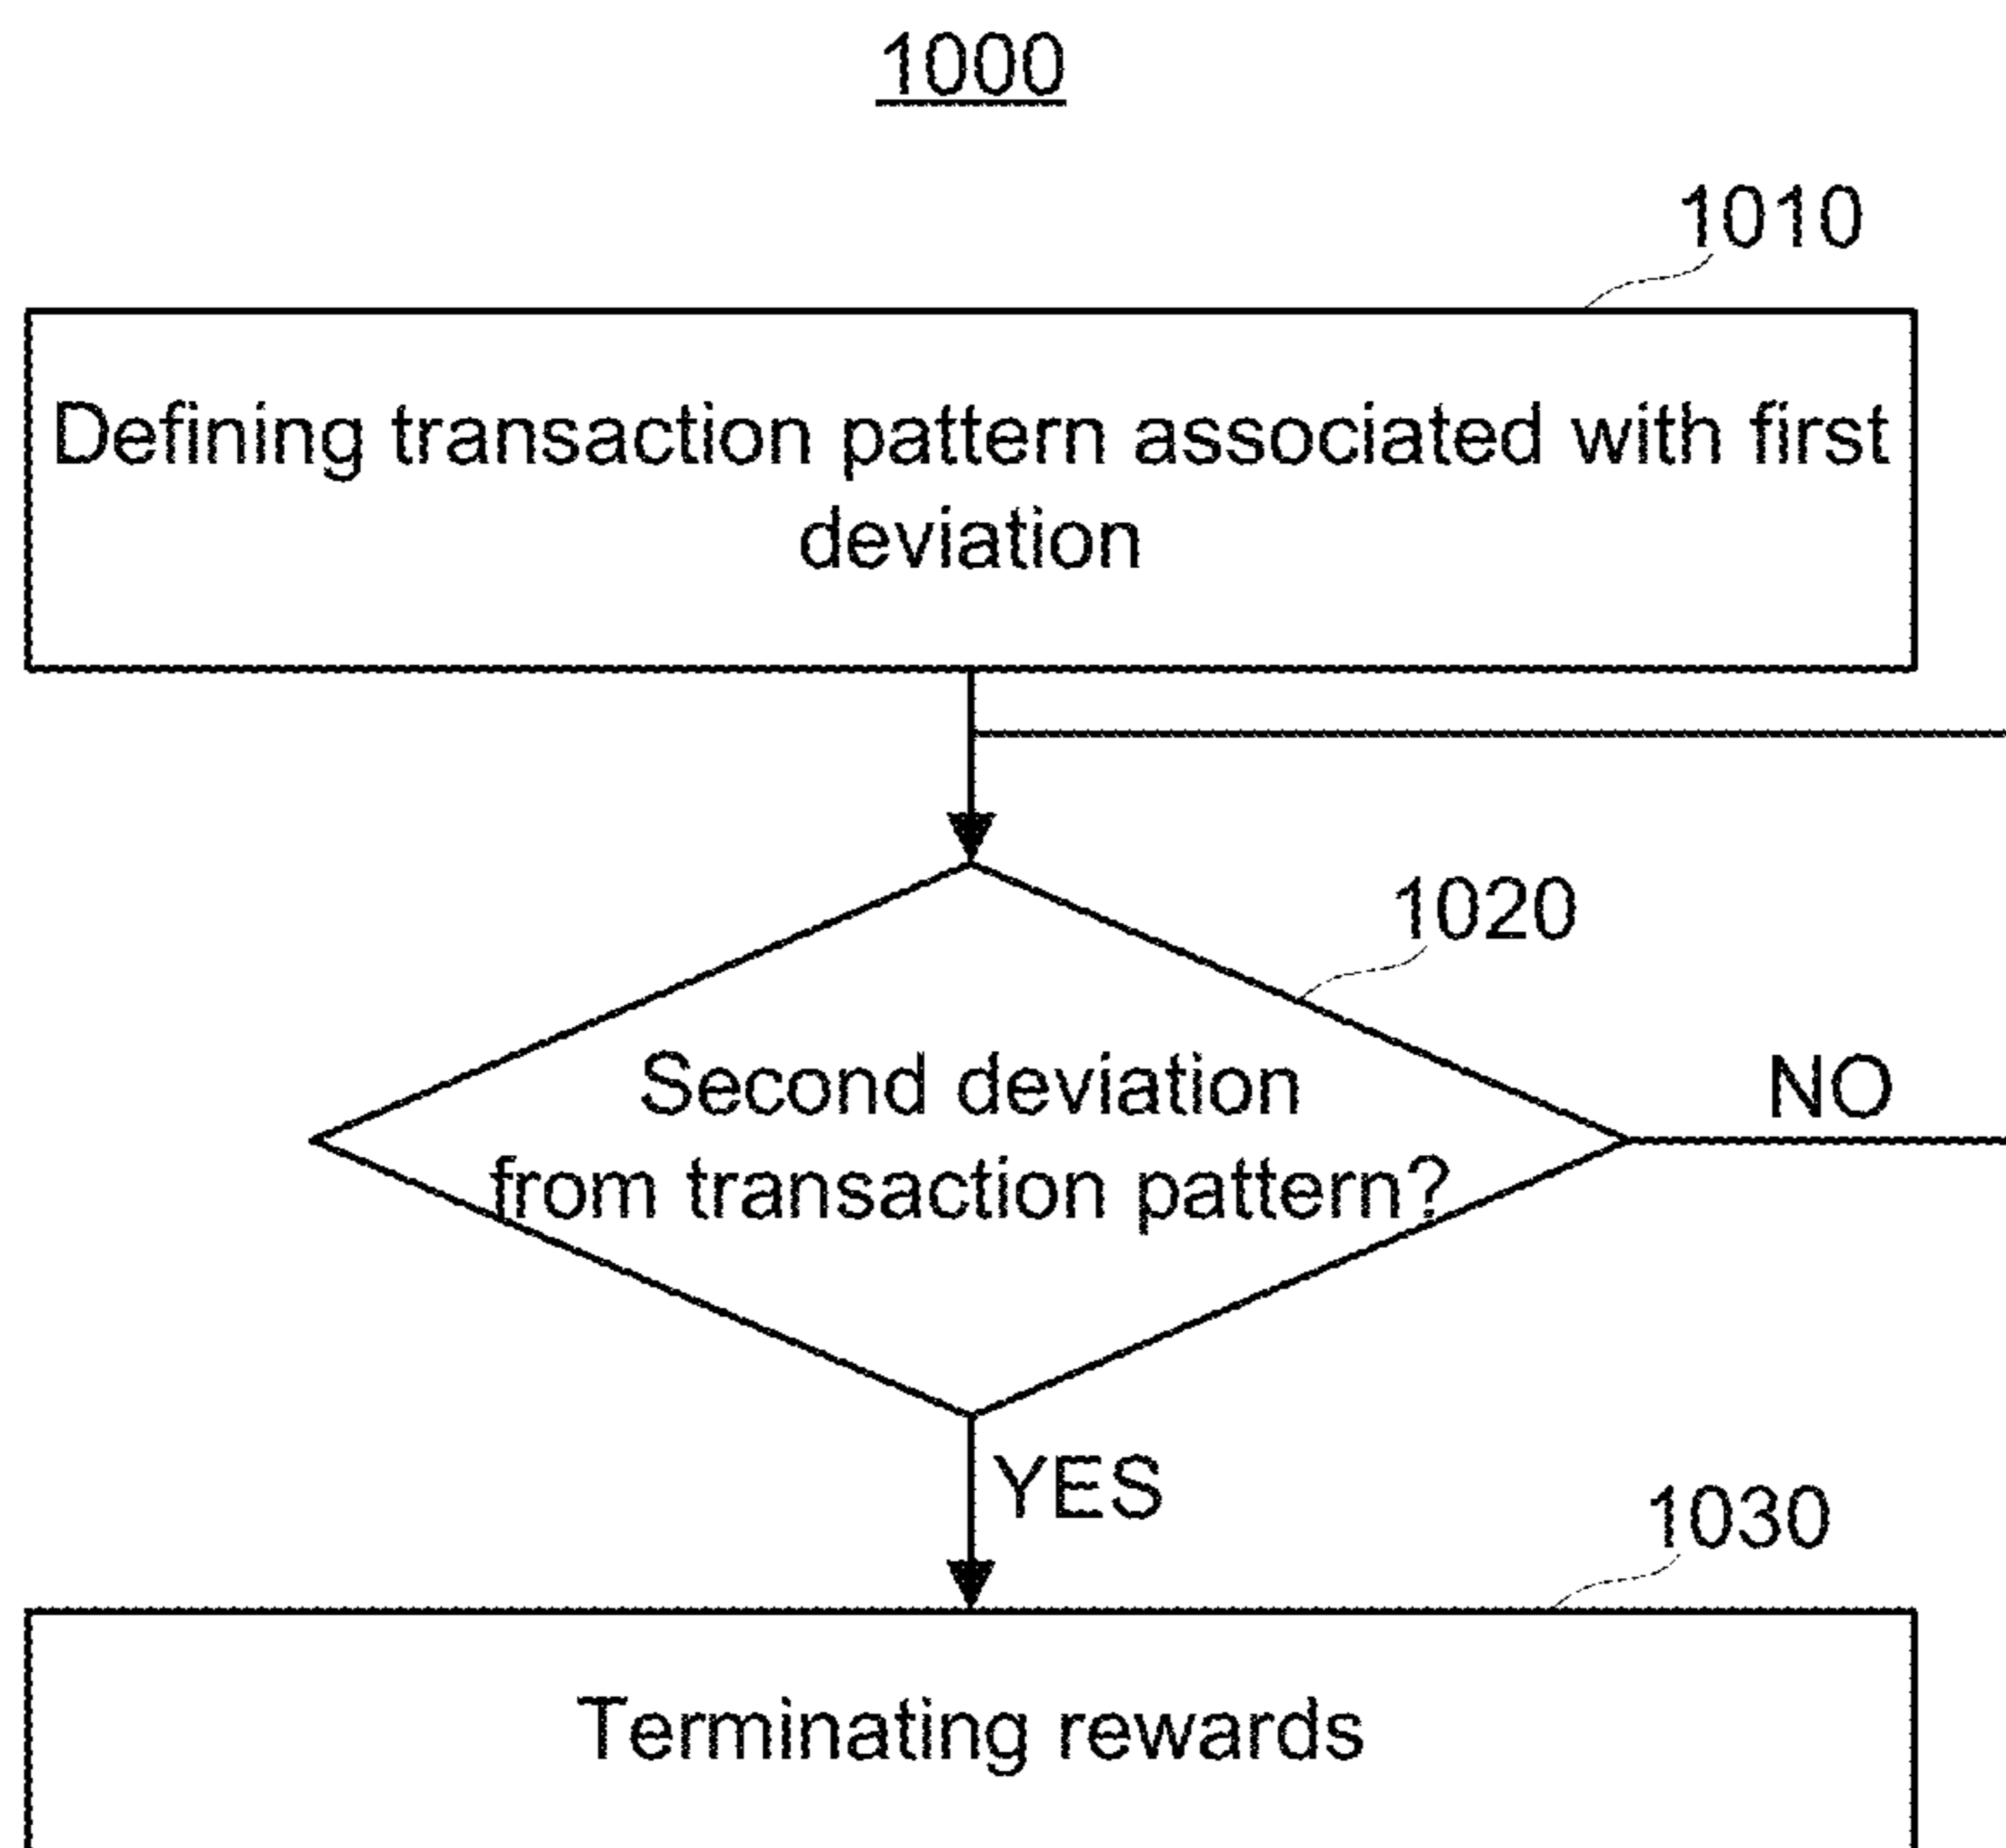 1000
1010
Defining transaction pattern associated with first
deviation
1020
Second deviation
from transaction pattern?
NO
YES
1030
Terminating rewards